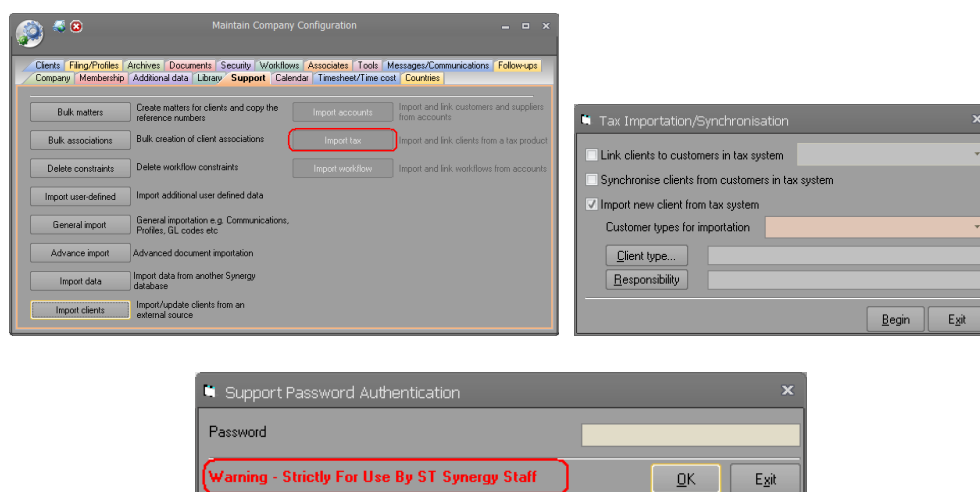 Maintain Company Configuration
Clients Filing/Profiles Archives Documents Security Workflows Associates Tools Messages/Communications Follow-ups
Company Membership Additional data Library Support Calendar Timesheet/Time cost Countries
Bulk matters Create matters for clients and copy the
reference numbers
Import accounts Import and link customers and suppliers
from accounts
Bulk associations Bulk creation of client associations
Import tax Import and link clients from a tax product
Delete constraints Delete workflow constraints
Import workflow Import and link workflows from accounts
Import user-defined Import additional user defined data
General import General importation e.g. Communications,
Profiles, GL codes etc
Advance import Advanced document importation
Import data Import data from another Synergy
database
Import clients Import/update clients from an
external source
Tax Importation/Synchronisation
Link clients to customers in tax system
Synchronise clients from customers in tax system
Import new client from tax system
Customer types for importation
Client type...
Responsibility
Begin Exit
Support Password Authentication
Password
Warning - Strictly For Use By ST Synergy Staff
OK Exit